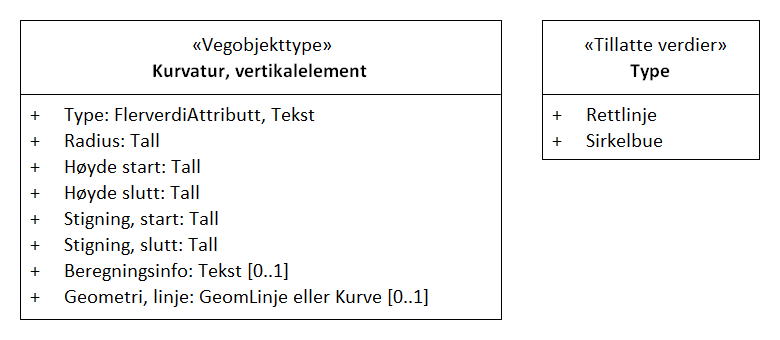 «Vegobjekttype»
Kurvatur, vertikalelement
+ Type: FlerverdiAttributt, Tekst
+ Radius: Tall
+ Høyde start: Tall
+ Høyde slutt: Tall
+ Stigning, start: Tall
+ Stigning, slutt: Tall
+ Beregningsinfo: Tekst [0..1]
+ Geometri, linje: GeomLinje eller Kurve [0..1]
«Tillatte verdier»
Type
+ Rettlinje
+ Sirkelbue